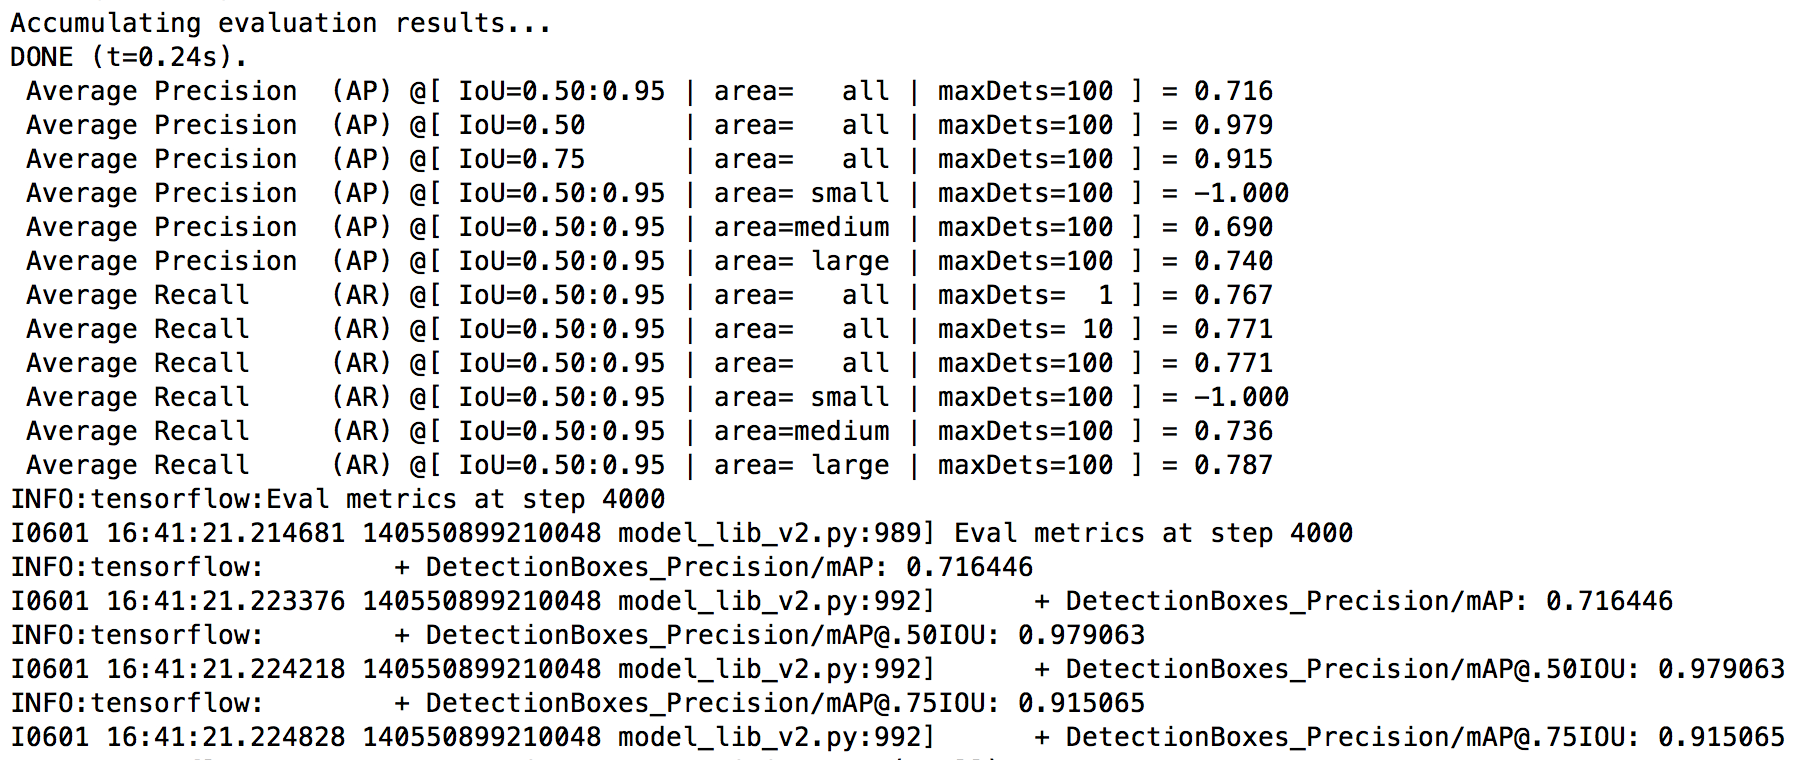 Accumulating evaluation results...
DONE (t=0.24s).
 Average Precision  (AP) @[ IoU=0.50:0.95 | area=   all | maxDets=100 ] = 0.716
 Average Precision  (AP) @[ IoU=0.50      | area=   all | maxDets=100 ] = 0.979
 Average Precision  (AP) @[ IoU=0.75      | area=   all | maxDets=100 ] = 0.915
 Average Precision  (AP) @[ IoU=0.50:0.95 | area= small | maxDets=100 ] = -1.000
 Average Precision  (AP) @[ IoU=0.50:0.95 | area=medium | maxDets=100 ] = 0.690
 Average Precision  (AP) @[ IoU=0.50:0.95 | area= large | maxDets=100 ] = 0.740
 Average Recall     (AR) @[ IoU=0.50:0.95 | area=   all | maxDets=  1 ] = 0.767
 Average Recall     (AR) @[ IoU=0.50:0.95 | area=   all | maxDets= 10 ] = 0.771
 Average Recall     (AR) @[ IoU=0.50:0.95 | area=   all | maxDets=100 ] = 0.771
 Average Recall     (AR) @[ IoU=0.50:0.95 | area= small | maxDets=100 ] = -1.000
 Average Recall     (AR) @[ IoU=0.50:0.95 | area=medium | maxDets=100 ] = 0.736
 Average Recall     (AR) @[ IoU=0.50:0.95 | area= large | maxDets=100 ] = 0.787
INFO:tensorflow:Eval metrics at step 4000
I0601 16:41:21.214681 140550899210048 model_lib_v2.py:989] Eval metrics at step 4000
INFO:tensorflow:        + DetectionBoxes_Precision/mAP: 0.716446
I0601 16:41:21.223376 140550899210048 model_lib_v2.py:992]      + DetectionBoxes_Precision/mAP: 0.716446
INFO:tensorflow:        + DetectionBoxes_Precision/mAP@.50IOU: 0.979063
I0601 16:41:21.224218 140550899210048 model_lib_v2.py:992]      + DetectionBoxes_Precision/mAP@.50IOU: 0.979063
INFO:tensorflow:        + DetectionBoxes_Precision/mAP@.75IOU: 0.915065
I0601 16:41:21.224828 140550899210048 model_lib_v2.py:992]      + DetectionBoxes_Precision/mAP@.75IOU: 0.915065